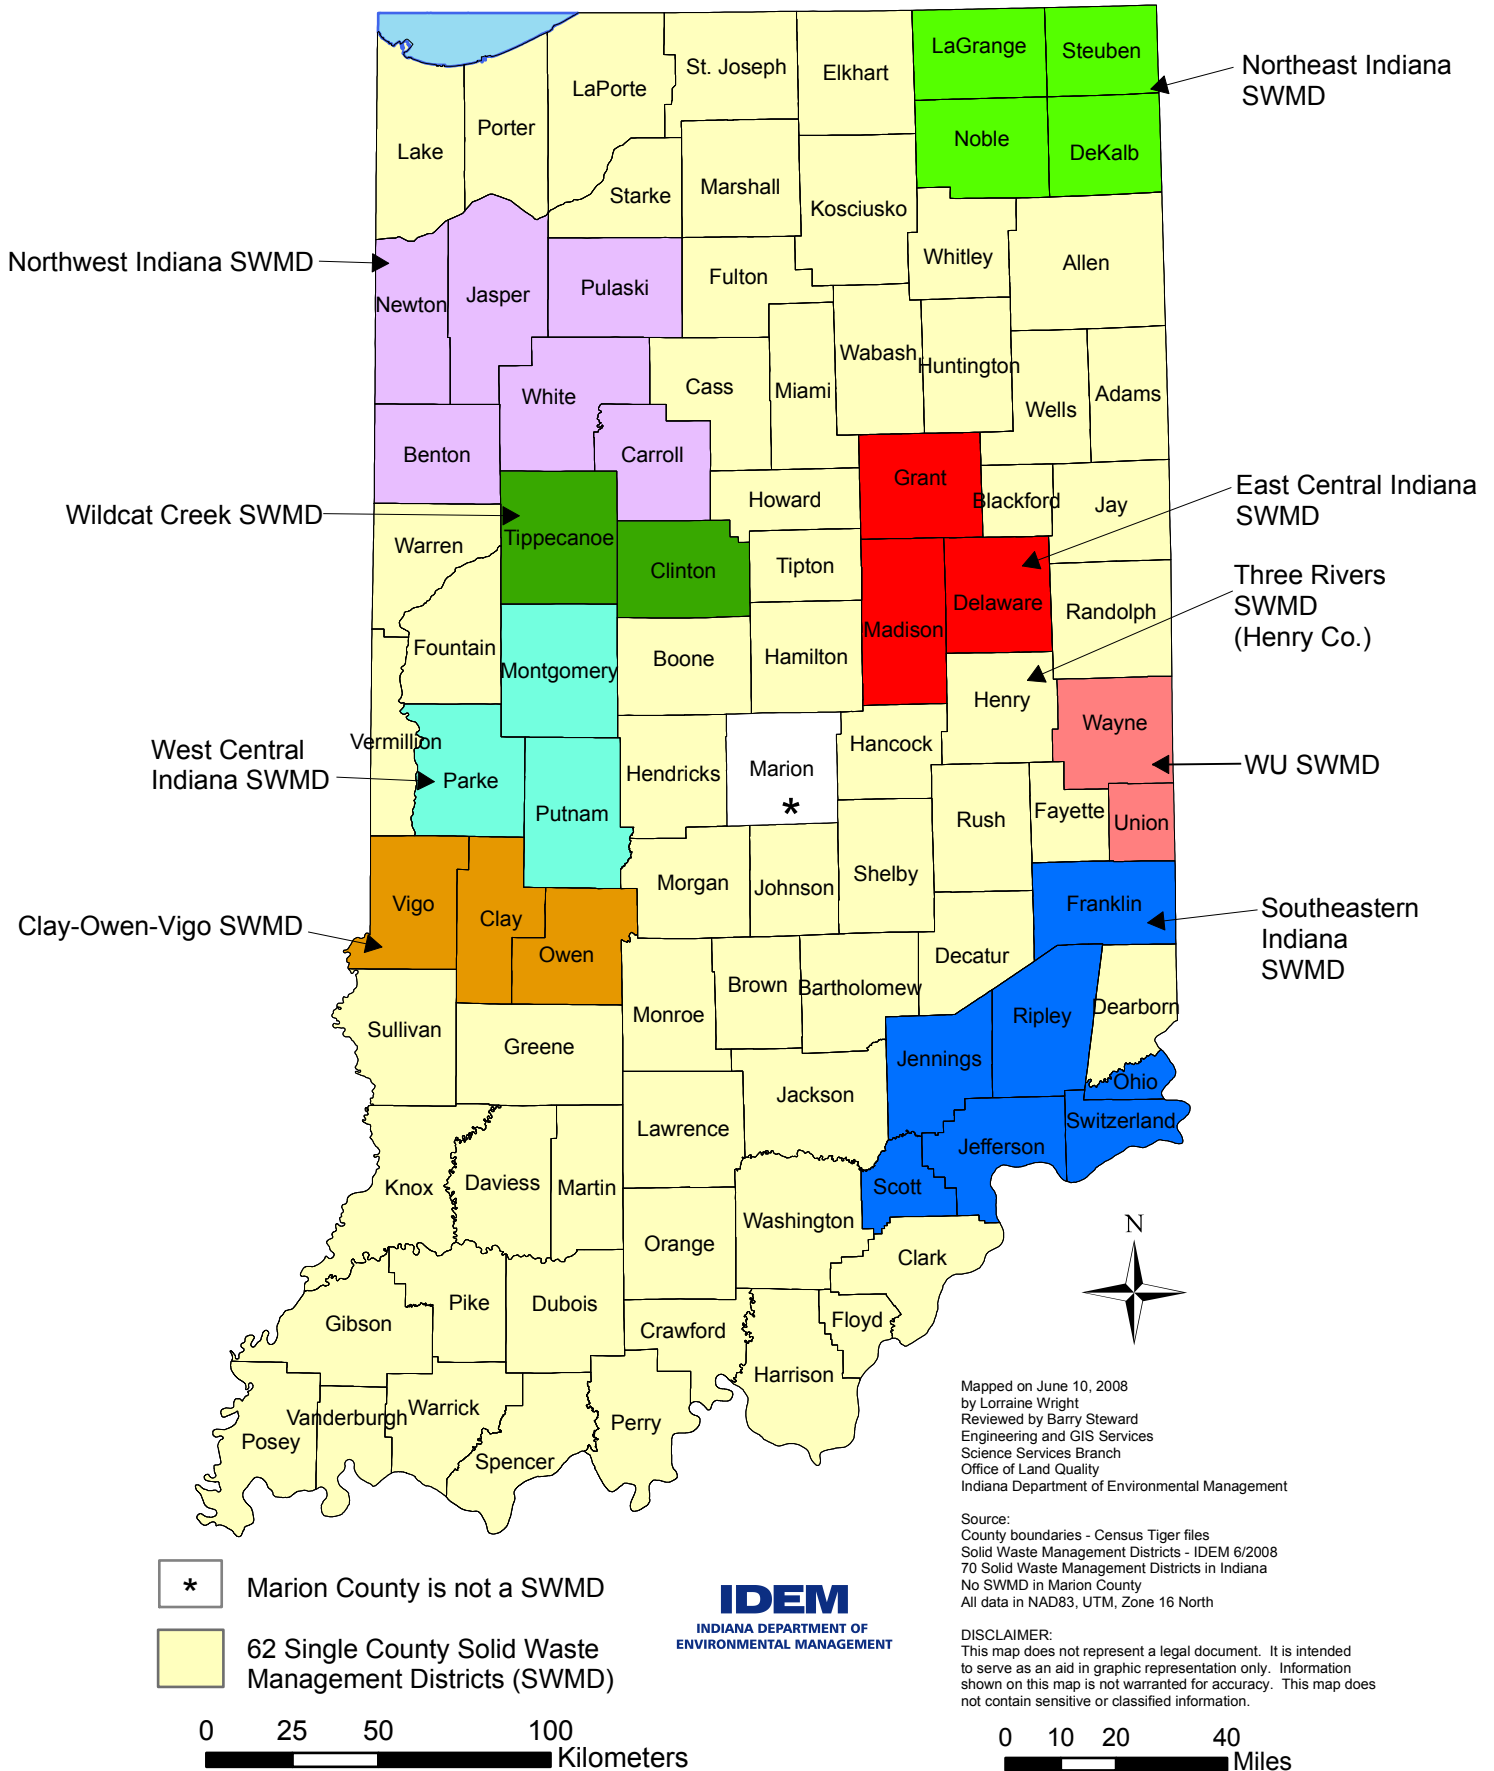 LaGrange
Steuben
Northeast Indiana
SWMD
St. Joseph
Elkhart
LaPorte
Porter
Lake
Noble
DeKalb
Starke
Marshall
Kosciusko
Whitley
Allen
Northwest Indiana SWMD
Newton
Jasper
Pulaski
Fulton
Wabash
Huntington
White
Cass
Miami
Wells
Adams
Benton
Carroll
Grant
Howard
Blackford
Jay
East Central Indiana
SWMD
Wildcat Creek SWMD
Warren
Tippecanoe
Clinton
Tipton
Delaware
Randolph
Three Rivers
SWMD
(Henry Co.)
Fountain
Montgomery
Boone
Hamilton
Madison
Henry
Wayne
Vermillion
West Central
Indiana SWMD
Parke
Putnam
Hendricks
Marion
*
Hancock
WU SWMD
Rush
Fayette
Union
Morgan
Johnson
Shelby
Vigo
Clay
Owen
Clay-Owen-Vigo SWMD
Franklin
Southeastern
Indiana
SWMD
Decatur
Brown
Bartholomew
Monroe
Ripley
Dearborn
Sullivan
Greene
Jennings
Ohio
Jackson
Lawrence
Switzerland
Jefferson
Knox
Daviess
Martin
Scott
Washington
Orange
Clark
N
Gibson
Pike
Dubois
Crawford
Floyd
Harrison
Posey
Vanderburgh
Warrick
Spencer
Perry
Mapped on June 10, 2008
by Lorraine Wright
Reviewed by Barry Steward
Engineering and GIS Services
Science Services Branch
Office of Land Quality
Indiana Department of Environmental Management
Source:
County boundaries - Census Tiger files
Solid Waste Management Districts - IDEM 6/2008
70 Solid Waste Management Districts in Indiana
No SWMD in Marion County
All data in NAD83, UTM, Zone 16 North
DISCLAIMER:
This map does not represent a legal document. It is intended
to serve as an aid in graphic representation only. Information
shown on this map is not warranted for accuracy. This map does
not contain sensitive or classified information.
* Marion County is not a SWMD
62 Single County Solid Waste
Management Districts (SWMD)
IDEM
INDIANA DEPARTMENT OF
ENVIRONMENTAL MANAGEMENT
0 25 50 100
Kilometers
0 10 20 40
Miles